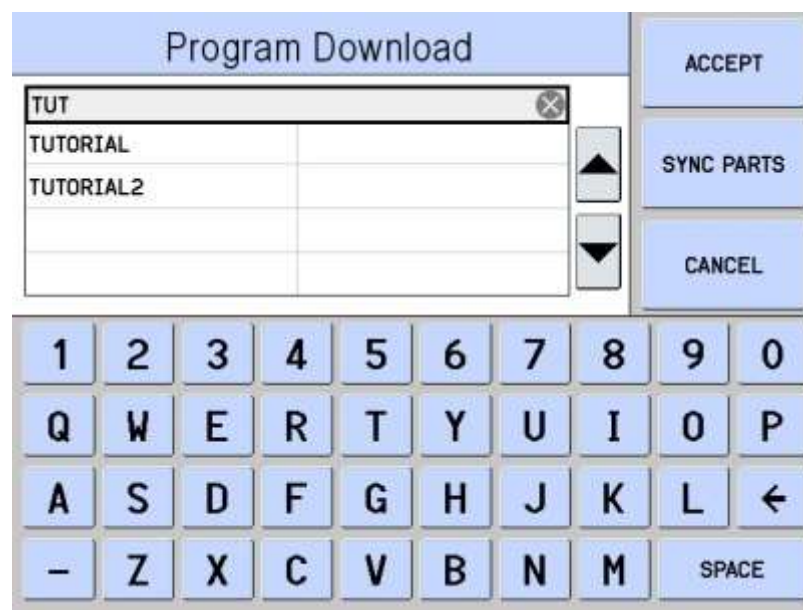 Program Download
ACCEPT
TUT
TUTORIAL
TUTORIAL2
SYNC PARTS
CANCEL
1 2 3 4 5 6 7 8 9 0
Q W E R T Y U I O P
A S D F G H J K L ←
- Z X C V B N M SPACE